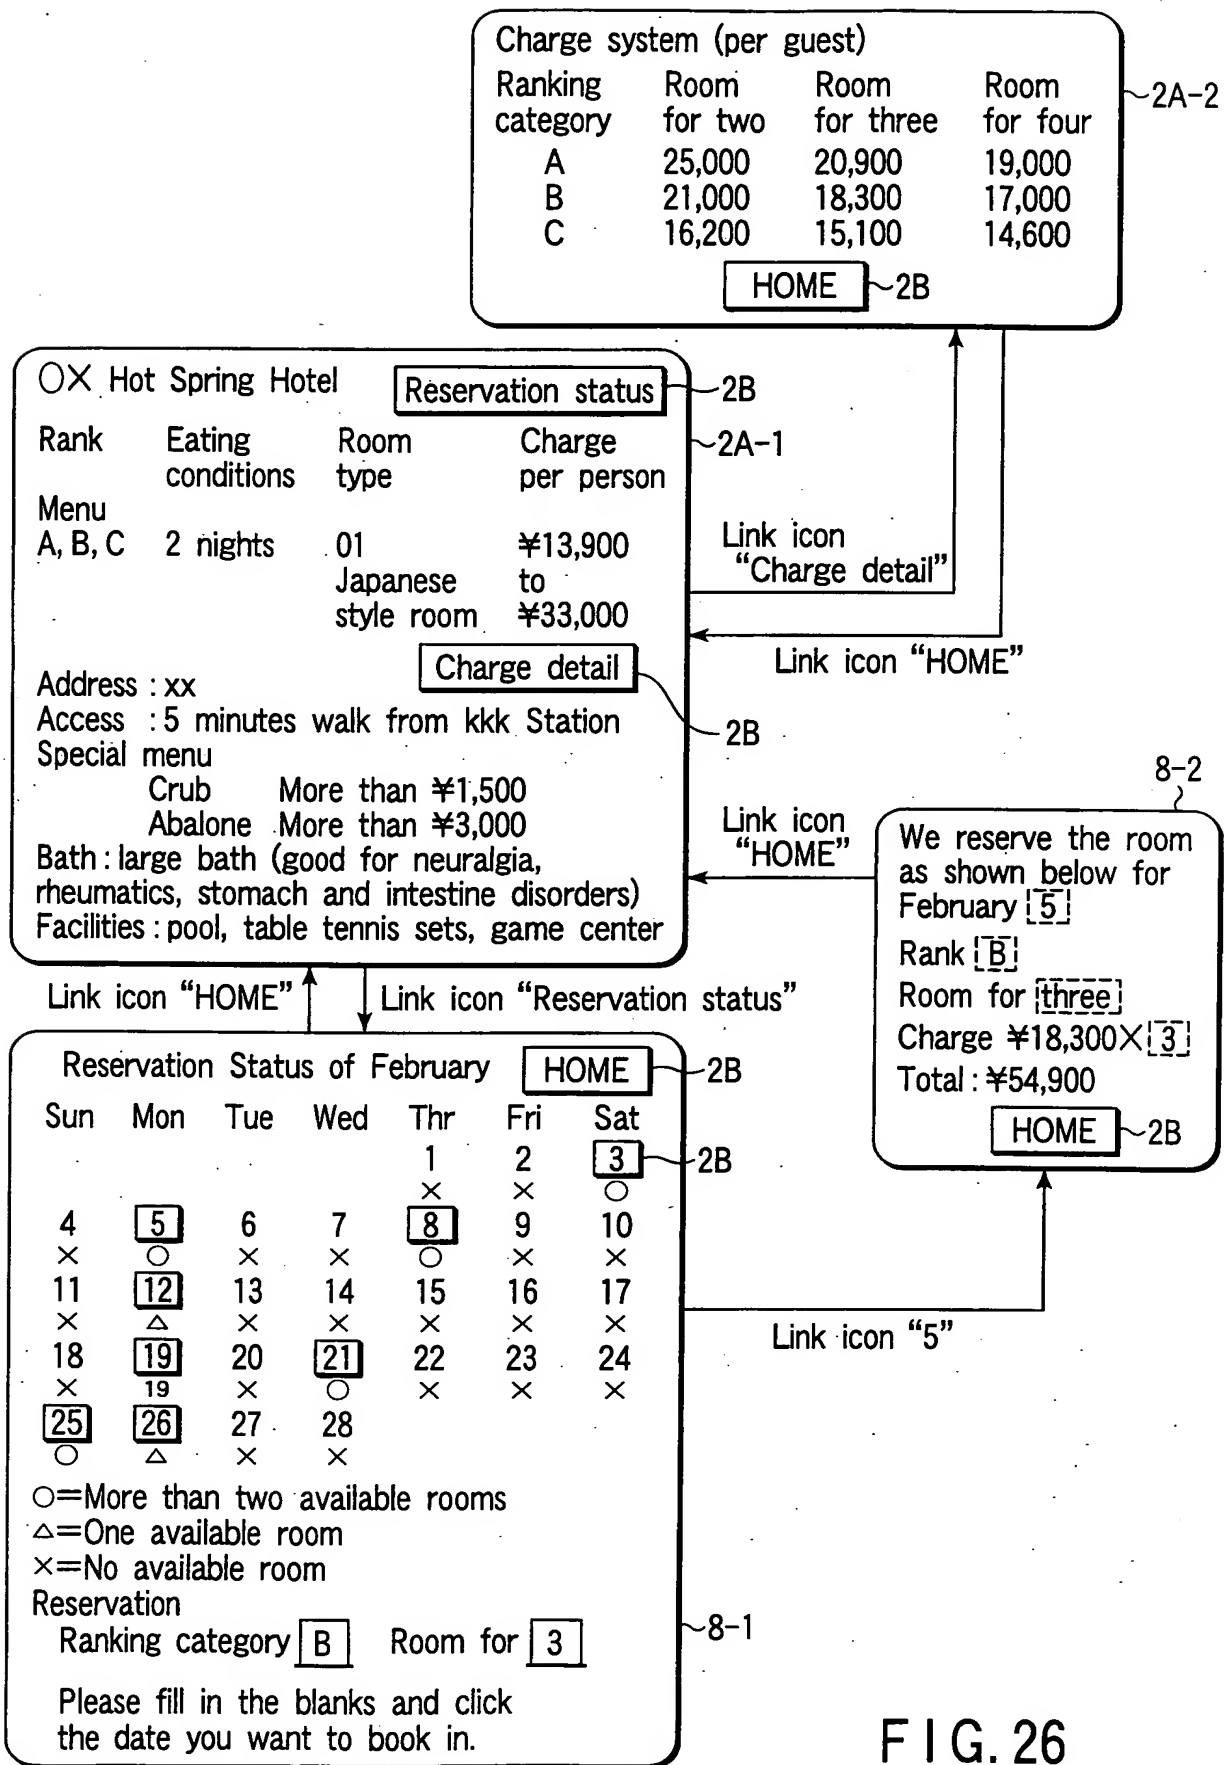 Charge system (per guest)
Ranking category Room for two Room for three Room for four
A 25,000 20,900 19,000
B 21,000 18,300 17,000
C 16,200 15,100 14,600
HOME 2B
2A-2
○× Hot Spring Hotel Reservation status 2B
2A-1
Rank Eating conditions Room type Charge per person
Menu
A, B, C 2 nights 01 ¥13,900
Japanese to
style room ¥33,000
Charge detail
2B
Address : xx
Access : 5 minutes walk from kkk Station
Special menu
Crub More than ¥1,500
Abalone More than ¥3,000
Bath : large bath (good for neuralgia,
rheumatics, stomach and intestine disorders)
Facilities : pool, table tennis sets, game center
Link icon
“Charge detail”
Link icon “HOME”
Link icon
“HOME”
8-2
We reserve the room
as shown below for
February 5
Rank B
Room for three
Charge ¥18,300×3
Total : ¥54,900
HOME 2B
Link icon “HOME” Link icon “Reservation status”
Reservation Status of February HOME 2B
Sun Mon Tue Wed Thr Fri Sat
1 2 3 2B
× × ○
4 5 6 7 8 9 10
× ○ × × ○ × ×
11 12 13 14 15 16 17
× △ × × × × ×
18 19 20 21 22 23 24
× 19 × ○ × × ×
25 26 27 28
○ △ × ×
○=More than two available rooms
△=One available room
×=No available room
Reservation
Ranking category B Room for 3
8-1
Please fill in the blanks and click
the date you want to book in.
Link icon “5”
FIG. 26